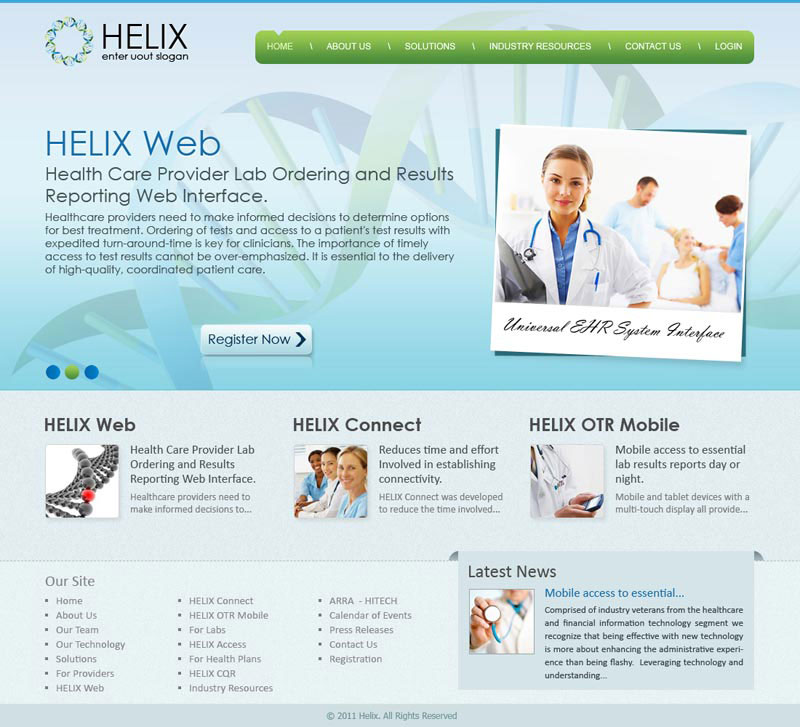 HELIX
enter uout slogan
HOME \ ABOUT US \ SOLUTIONS \ INDUSTRY RESOURCES \ CONTACT US \ LOGIN
HELIX Web
Health Care Provider Lab Ordering and Results
Reporting Web Interface.
Healthcare providers need to make informed decisions to determine options
for best treatment. Ordering of tests and access to a patient's test results with
expedited turn-around-time is key for clinicians. The importance of timely
access to test results cannot be over-emphasized. It is essential to the delivery
of high-quality, coordinated patient care.
Universal EHR System Interface
Register Now
HELIX Web
Health Care Provider Lab
Ordering and Results
Reporting Web Interface.
Healthcare providers need to
make informed decisions to...
HELIX Connect
Reduces time and effort
Involved in establishing
connectivity.
HELIX Connect was developed
to reduce the time involved...
HELIX OTR Mobile
Mobile access to essential
lab results reports day or
night.
Mobile and tablet devices with a
multi-touch display all provide...
Our Site
Home
About Us
Our Team
Our Technology
Solutions
For Providers
HELIX Web
HELIX Connect
HELIX OTR Mobile
For Labs
HELIX Access
For Health Plans
HELIX CQR
Industry Resources
ARRA - HITECH
Calendar of Events
Press Releases
Contact Us
Registration
Latest News
Mobile access to essential...
Comprised of industry veterans from the healthcare
and financial information technology segment we
recognize that being effective with new technology
is more about enhancing the administrative experi-
ence than being flashy. Leveraging technology and
understanding...
© 2011 Helix. All Rights Reserved